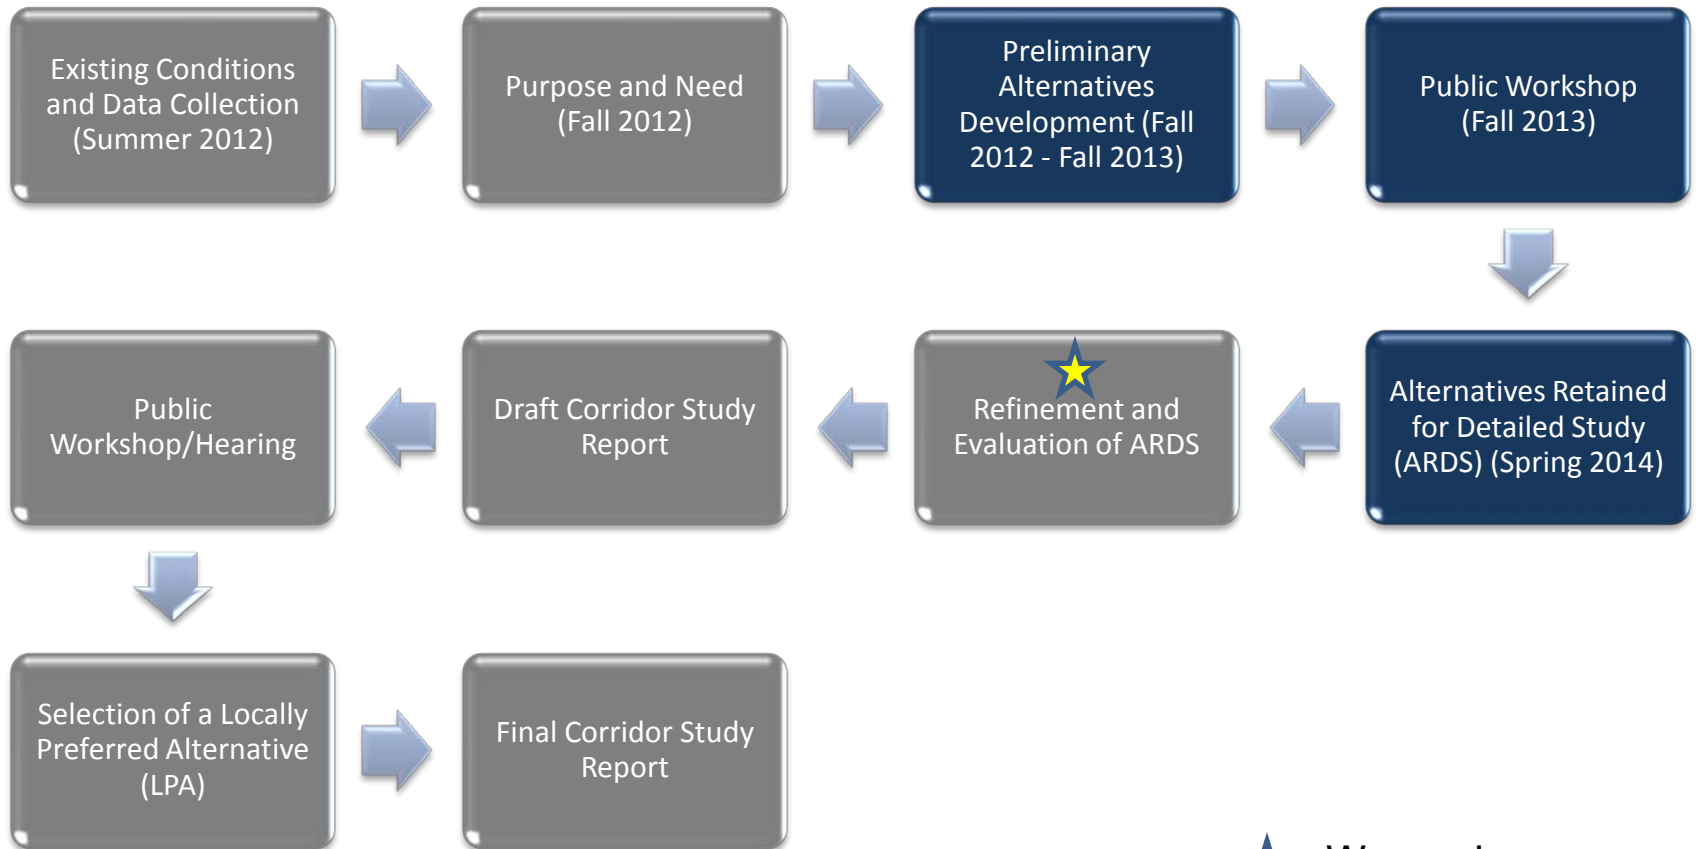 Existing Conditions
and Data Collection
(Summer 2012)
Purpose and Need
(Fall 2012)
Preliminary
Alternatives
Development (Fall
2012 - Fall 2013)
Public Workshop
(Fall 2013)
Alternatives Retained
for Detailed Study
(ARDS) (Spring 2014)
Refinement and
Evaluation of ARDS
Draft Corridor Study
Report
Public
Workshop/Hearing
Selection of a Locally
Preferred Alternative
(LPA)
Final Corridor Study
Report